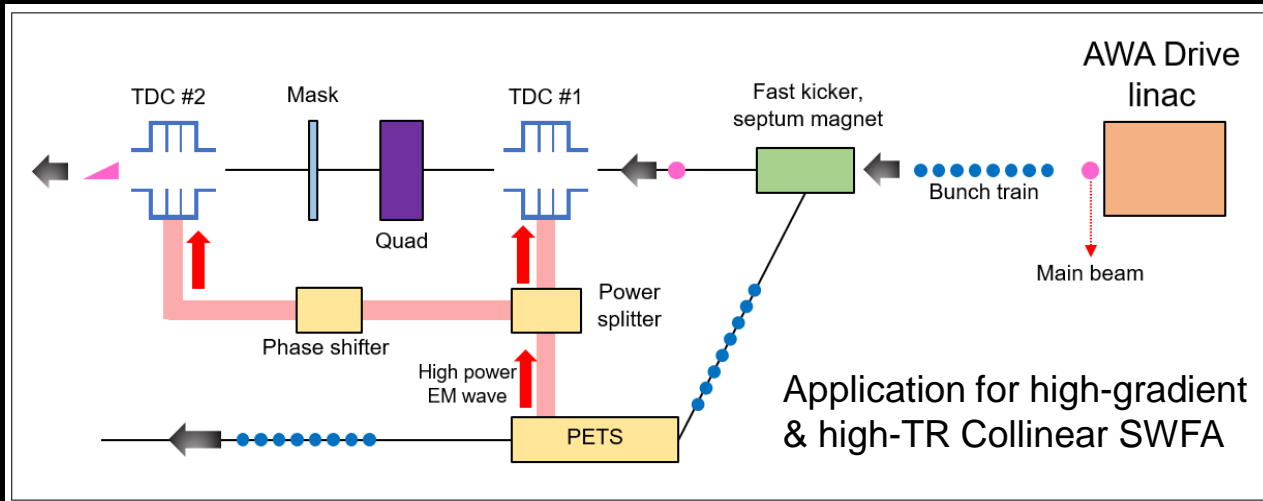 AWA Drive
linac
TDC #2
Mask
TDC #1
Fast kicker,
septum magnet
Bunch train
Quad
Main beam
Power
splitter
Phase shifter
High power
EM wave
PETS
Application for high-gradient
& high-TR Collinear SWFA